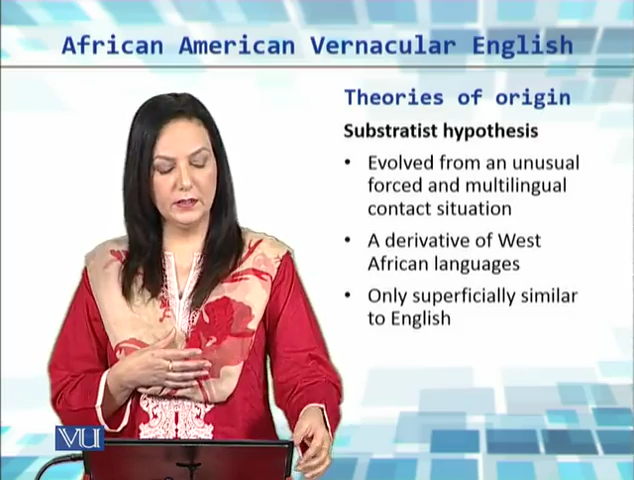 African American Vernacular English
Theories of origin
Substratist hypothesis
• Evolved from an unusual
forced and multilingual
contact situation
• A derivative of West
African languages
• Only superficially similar
to English
VU